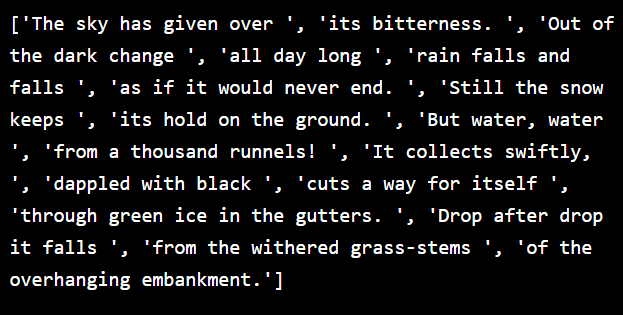 ['The sky has given over ', 'its bitterness. ', 'Out of
the dark change ', 'all day long ', 'rain falls and
falls ', 'as if it would never end. ', 'Still the snow
keeps ', 'its hold on the ground. ', 'But water, water
', 'from a thousand runnels! ', 'It collects swiftly,
', 'dappled with black ', 'cuts a way for itself ',
'through green ice in the gutters. ', 'Drop after drop
it falls ', 'from the withered grass-stems ', 'of the
overhanging embankment.']